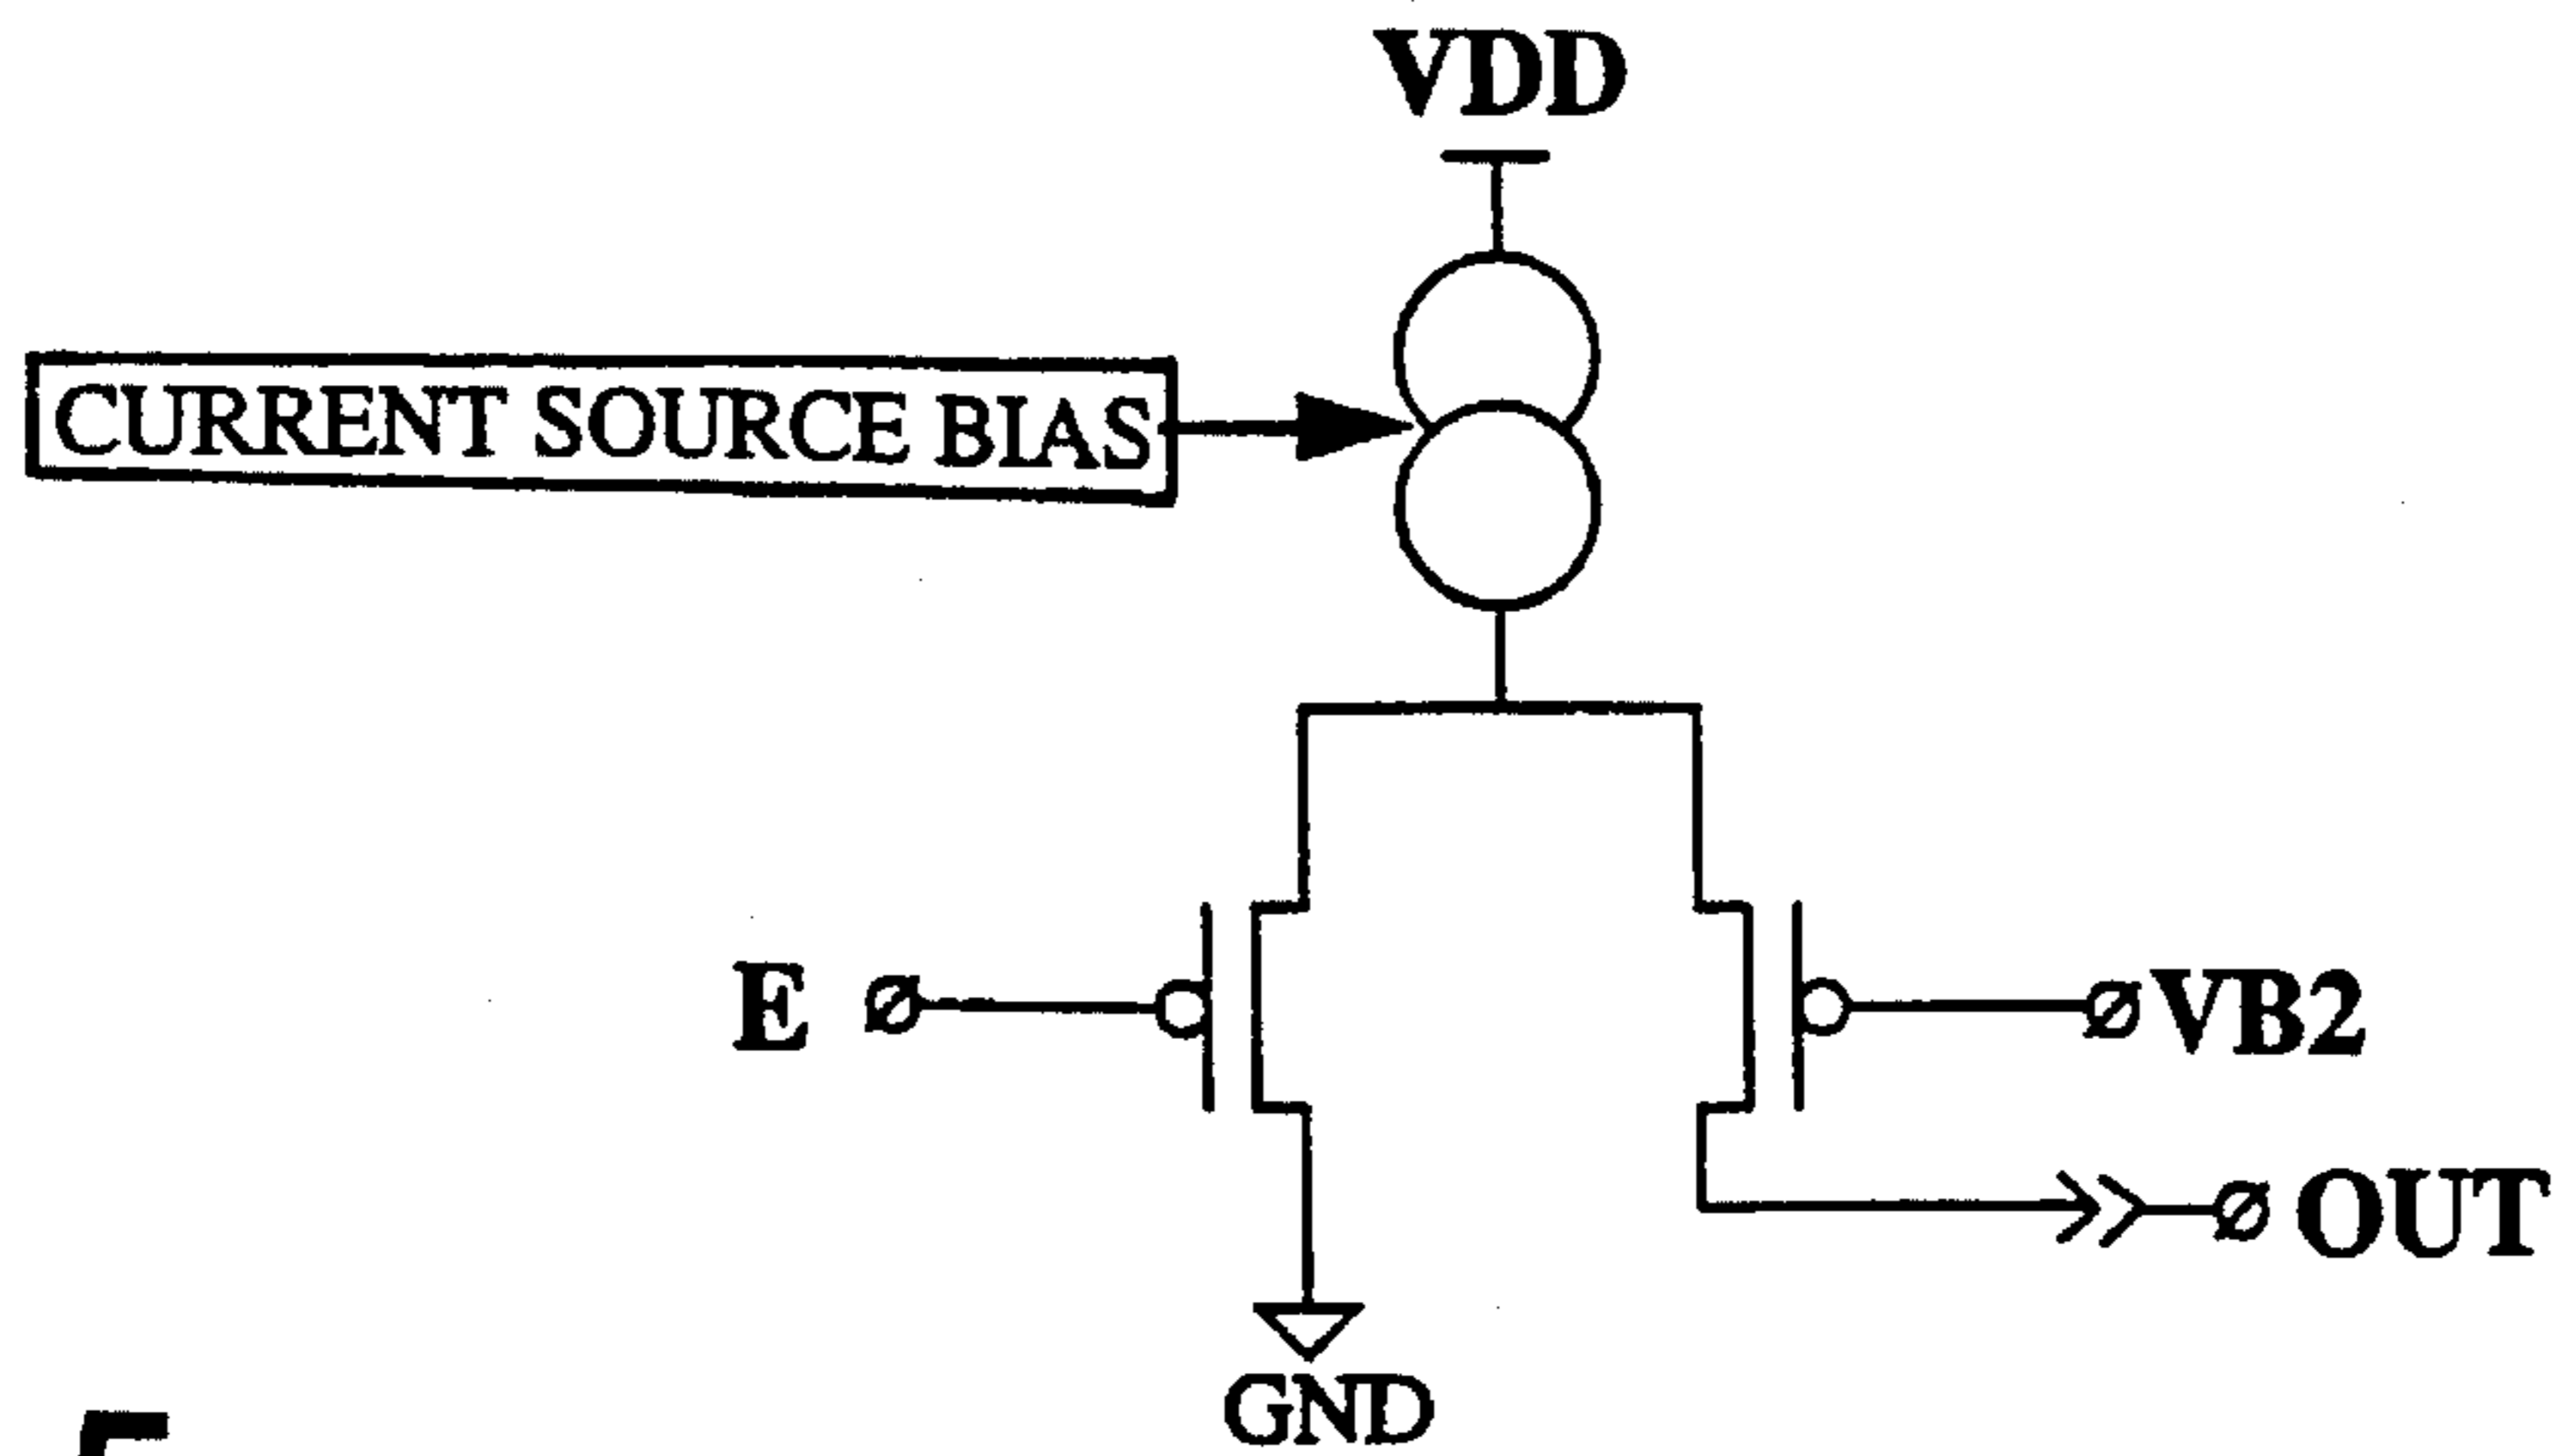 VDD
CURRENT SOURCE BIAS
E
VB2
OUT
GND